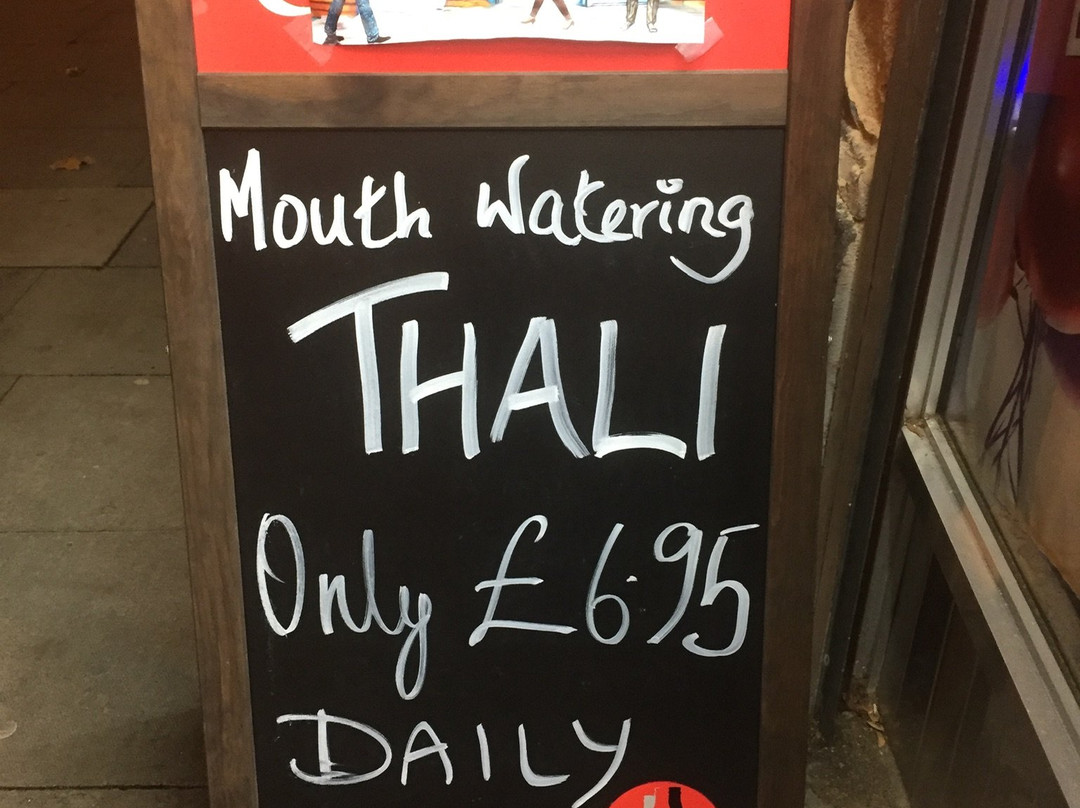 Mouth Watering
THALI
Only £6.95
DAILY